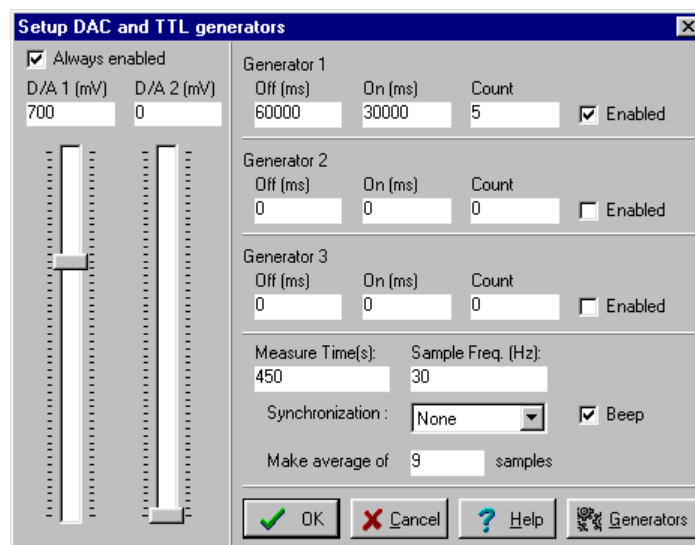 Setup DAC and TTL generators
Always enabled
D/A 1 (mV) D/A 2 (mV)
700 0
Generator 1
Off (ms) On (ms) Count
60000 30000 5 Enabled
Generator 2
Off (ms) On (ms) Count
0 0 0 Enabled
Generator 3
Off (ms) On (ms) Count
0 0 0 Enabled
Measure Time(s): Sample Freq. (Hz):
450 30
Synchronization : None Beep
Make average of 9 samples
OK Cancel Help Generators